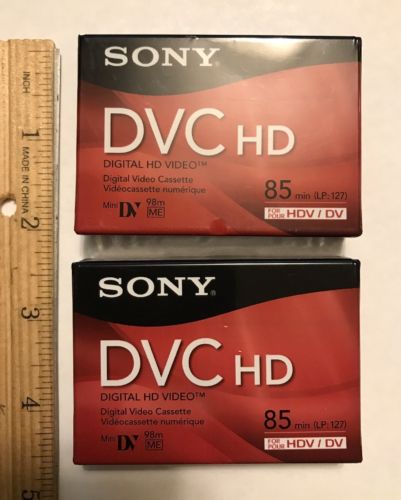 INCH
MADE IN CHINA
1
2
3
4
5
SONY
DVC HD
DIGITAL HD VIDEO™
Digital Video Cassette
Vidéocassette numérique
85 min (LP: 127)
Mini DV 98m ME
FOR POUR HDV / DV
SONY®
DVC HD
DIGITAL HD VIDEO™
Digital Video Cassette
Vidéocassette numérique
85 min (LP: 127)
Mini DV 98m ME
FOR POUR HDV / DV